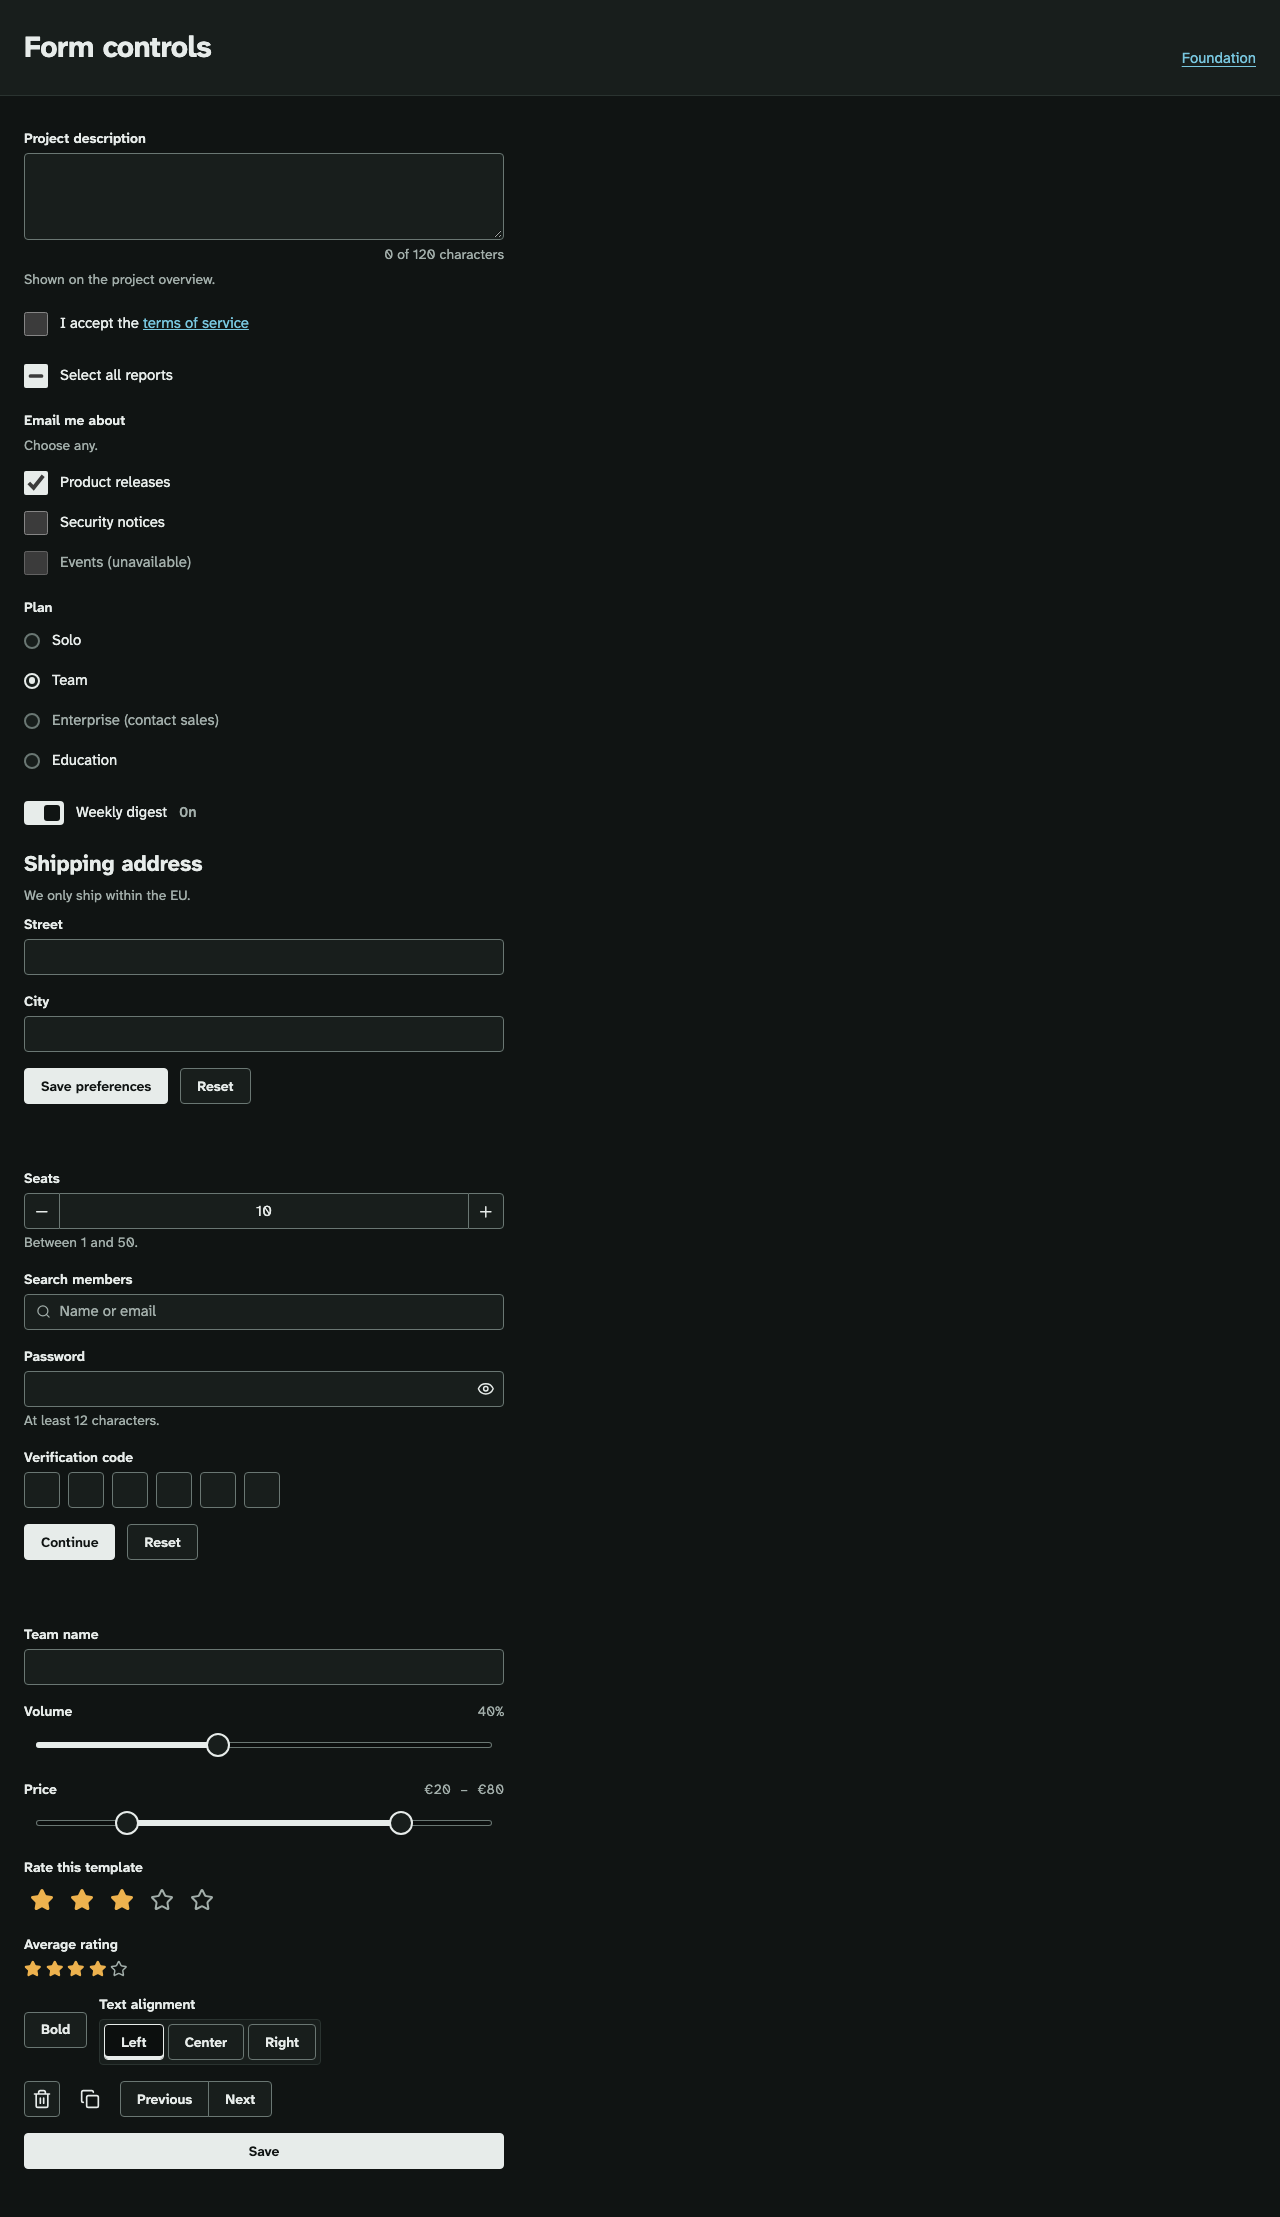 Form controls
Foundation
Project description
0 of 120 characters
Shown on the project overview.
I accept the terms of service
Select all reports
Email me about
Choose any.
Product releases
Security notices
Events (unavailable)
Plan
Solo
Team
Enterprise (contact sales)
Education
Weekly digest On
Shipping address
We only ship within the EU.
Street
City
Save preferences Reset
Seats
10
Between 1 and 50.
Search members
Name or email
Password
At least 12 characters.
Verification code
Continue Reset
Team name
Volume 40%
Price €20 – €80
Rate this template
Average rating
Text alignment
Bold Left Center Right
Previous Next
Save